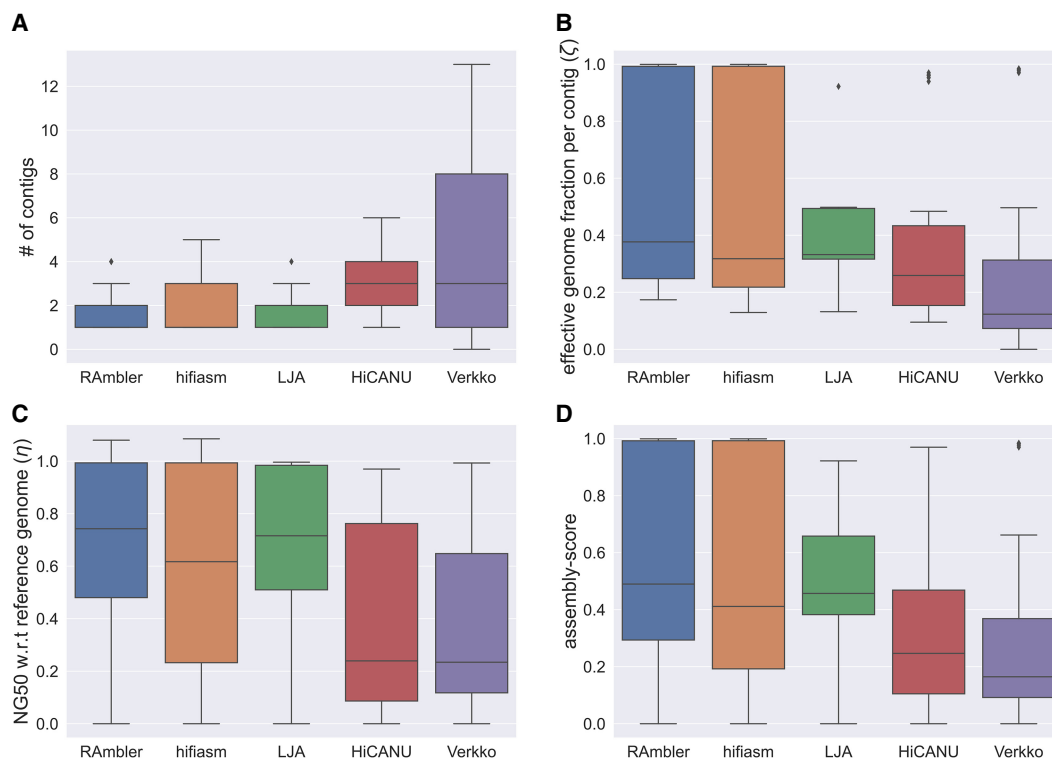 A
# of contigs
12
10
8
6
4
2
0
RAmbler hifiasm LJA HiCANU Verkko
B
effective genome fraction per contig (ζ)
1.0
0.8
0.6
0.4
0.2
0.0
RAmbler hifiasm LJA HiCANU Verkko
C
NG50 w.r.t reference genome (η)
1.0
0.8
0.6
0.4
0.2
0.0
RAmbler hifiasm LJA HiCANU Verkko
D
assembly-score
1.0
0.8
0.6
0.4
0.2
0.0
RAmbler hifiasm LJA HiCANU Verkko